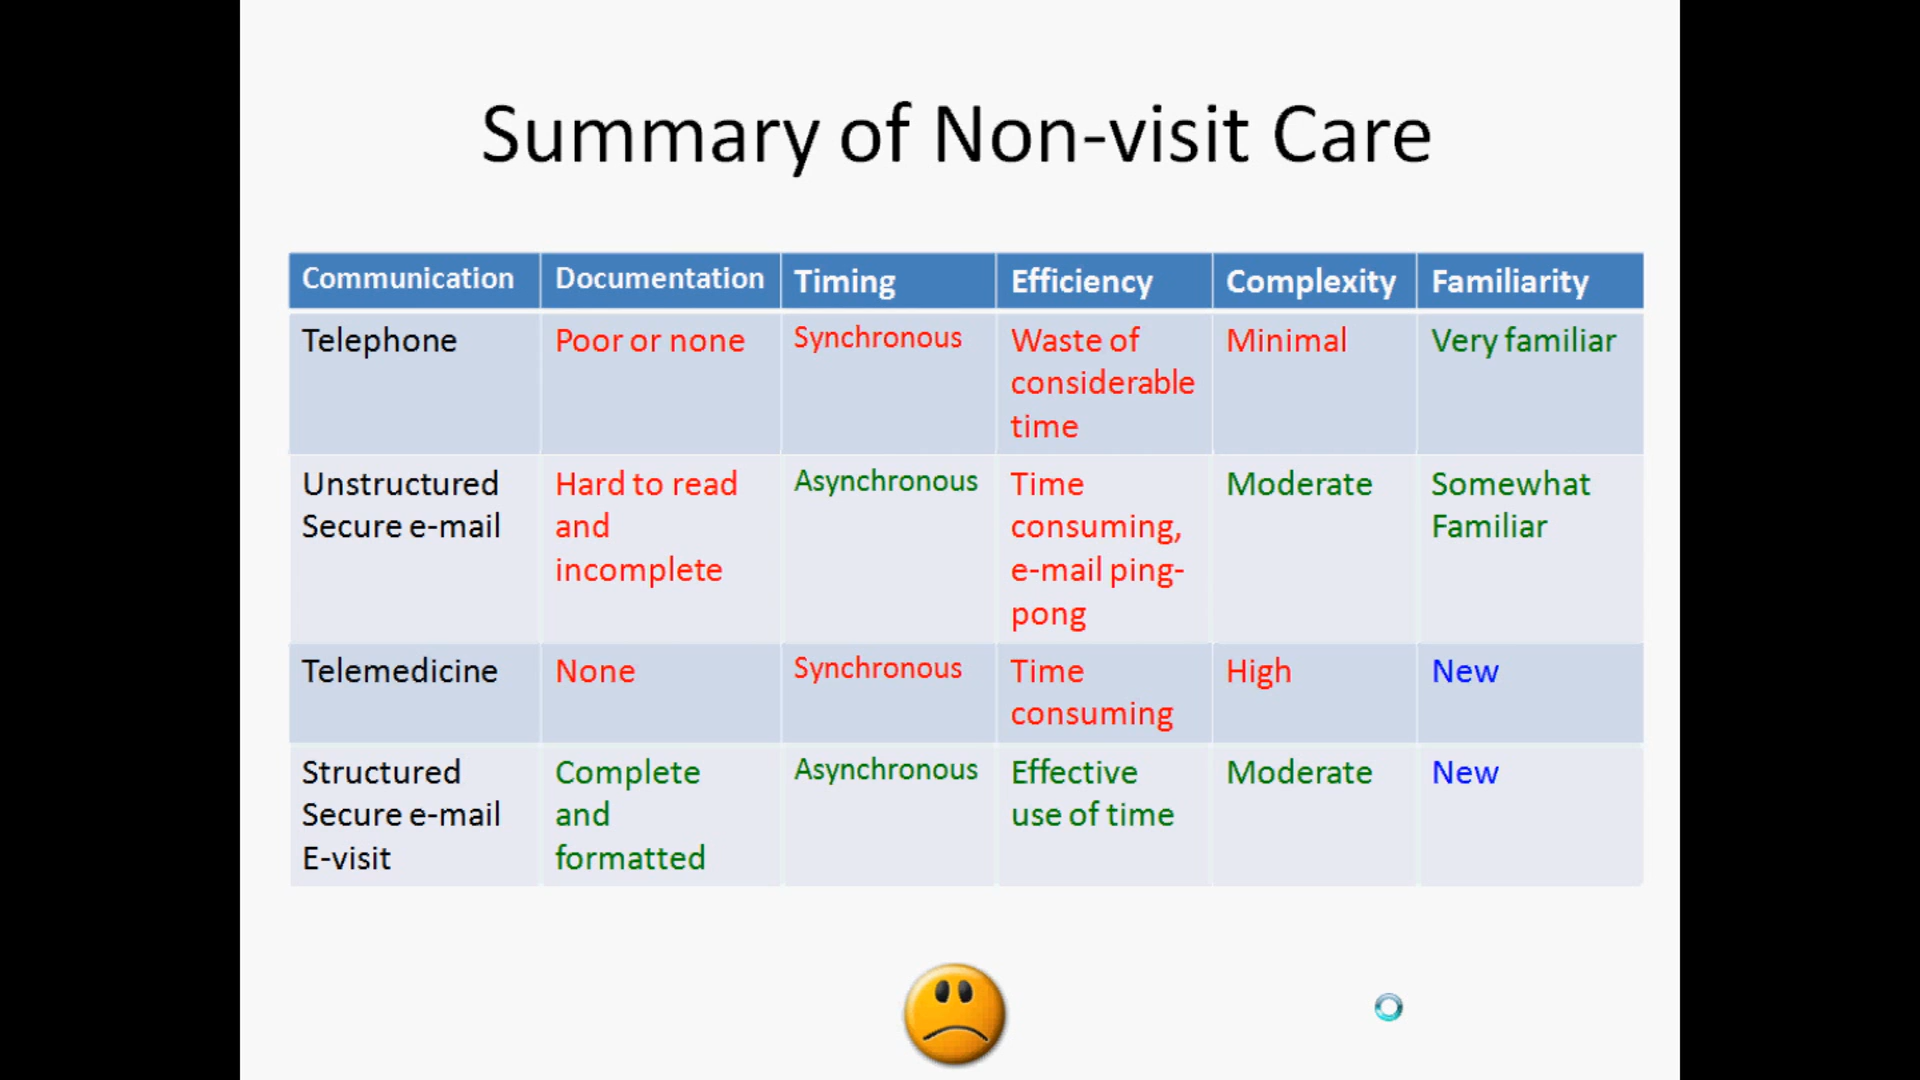 Summary of Non-visit Care
Communication Documentation Timing Efficiency Complexity Familiarity
Telephone Poor or none Synchronous Waste of considerable time Minimal Very familiar
Unstructured Secure e-mail Hard to read and incomplete Asynchronous Time consuming, e-mail ping-pong Moderate Somewhat Familiar
Telemedicine None Synchronous Time consuming High New
Structured Secure e-mail E-visit Complete and formatted Asynchronous Effective use of time Moderate New